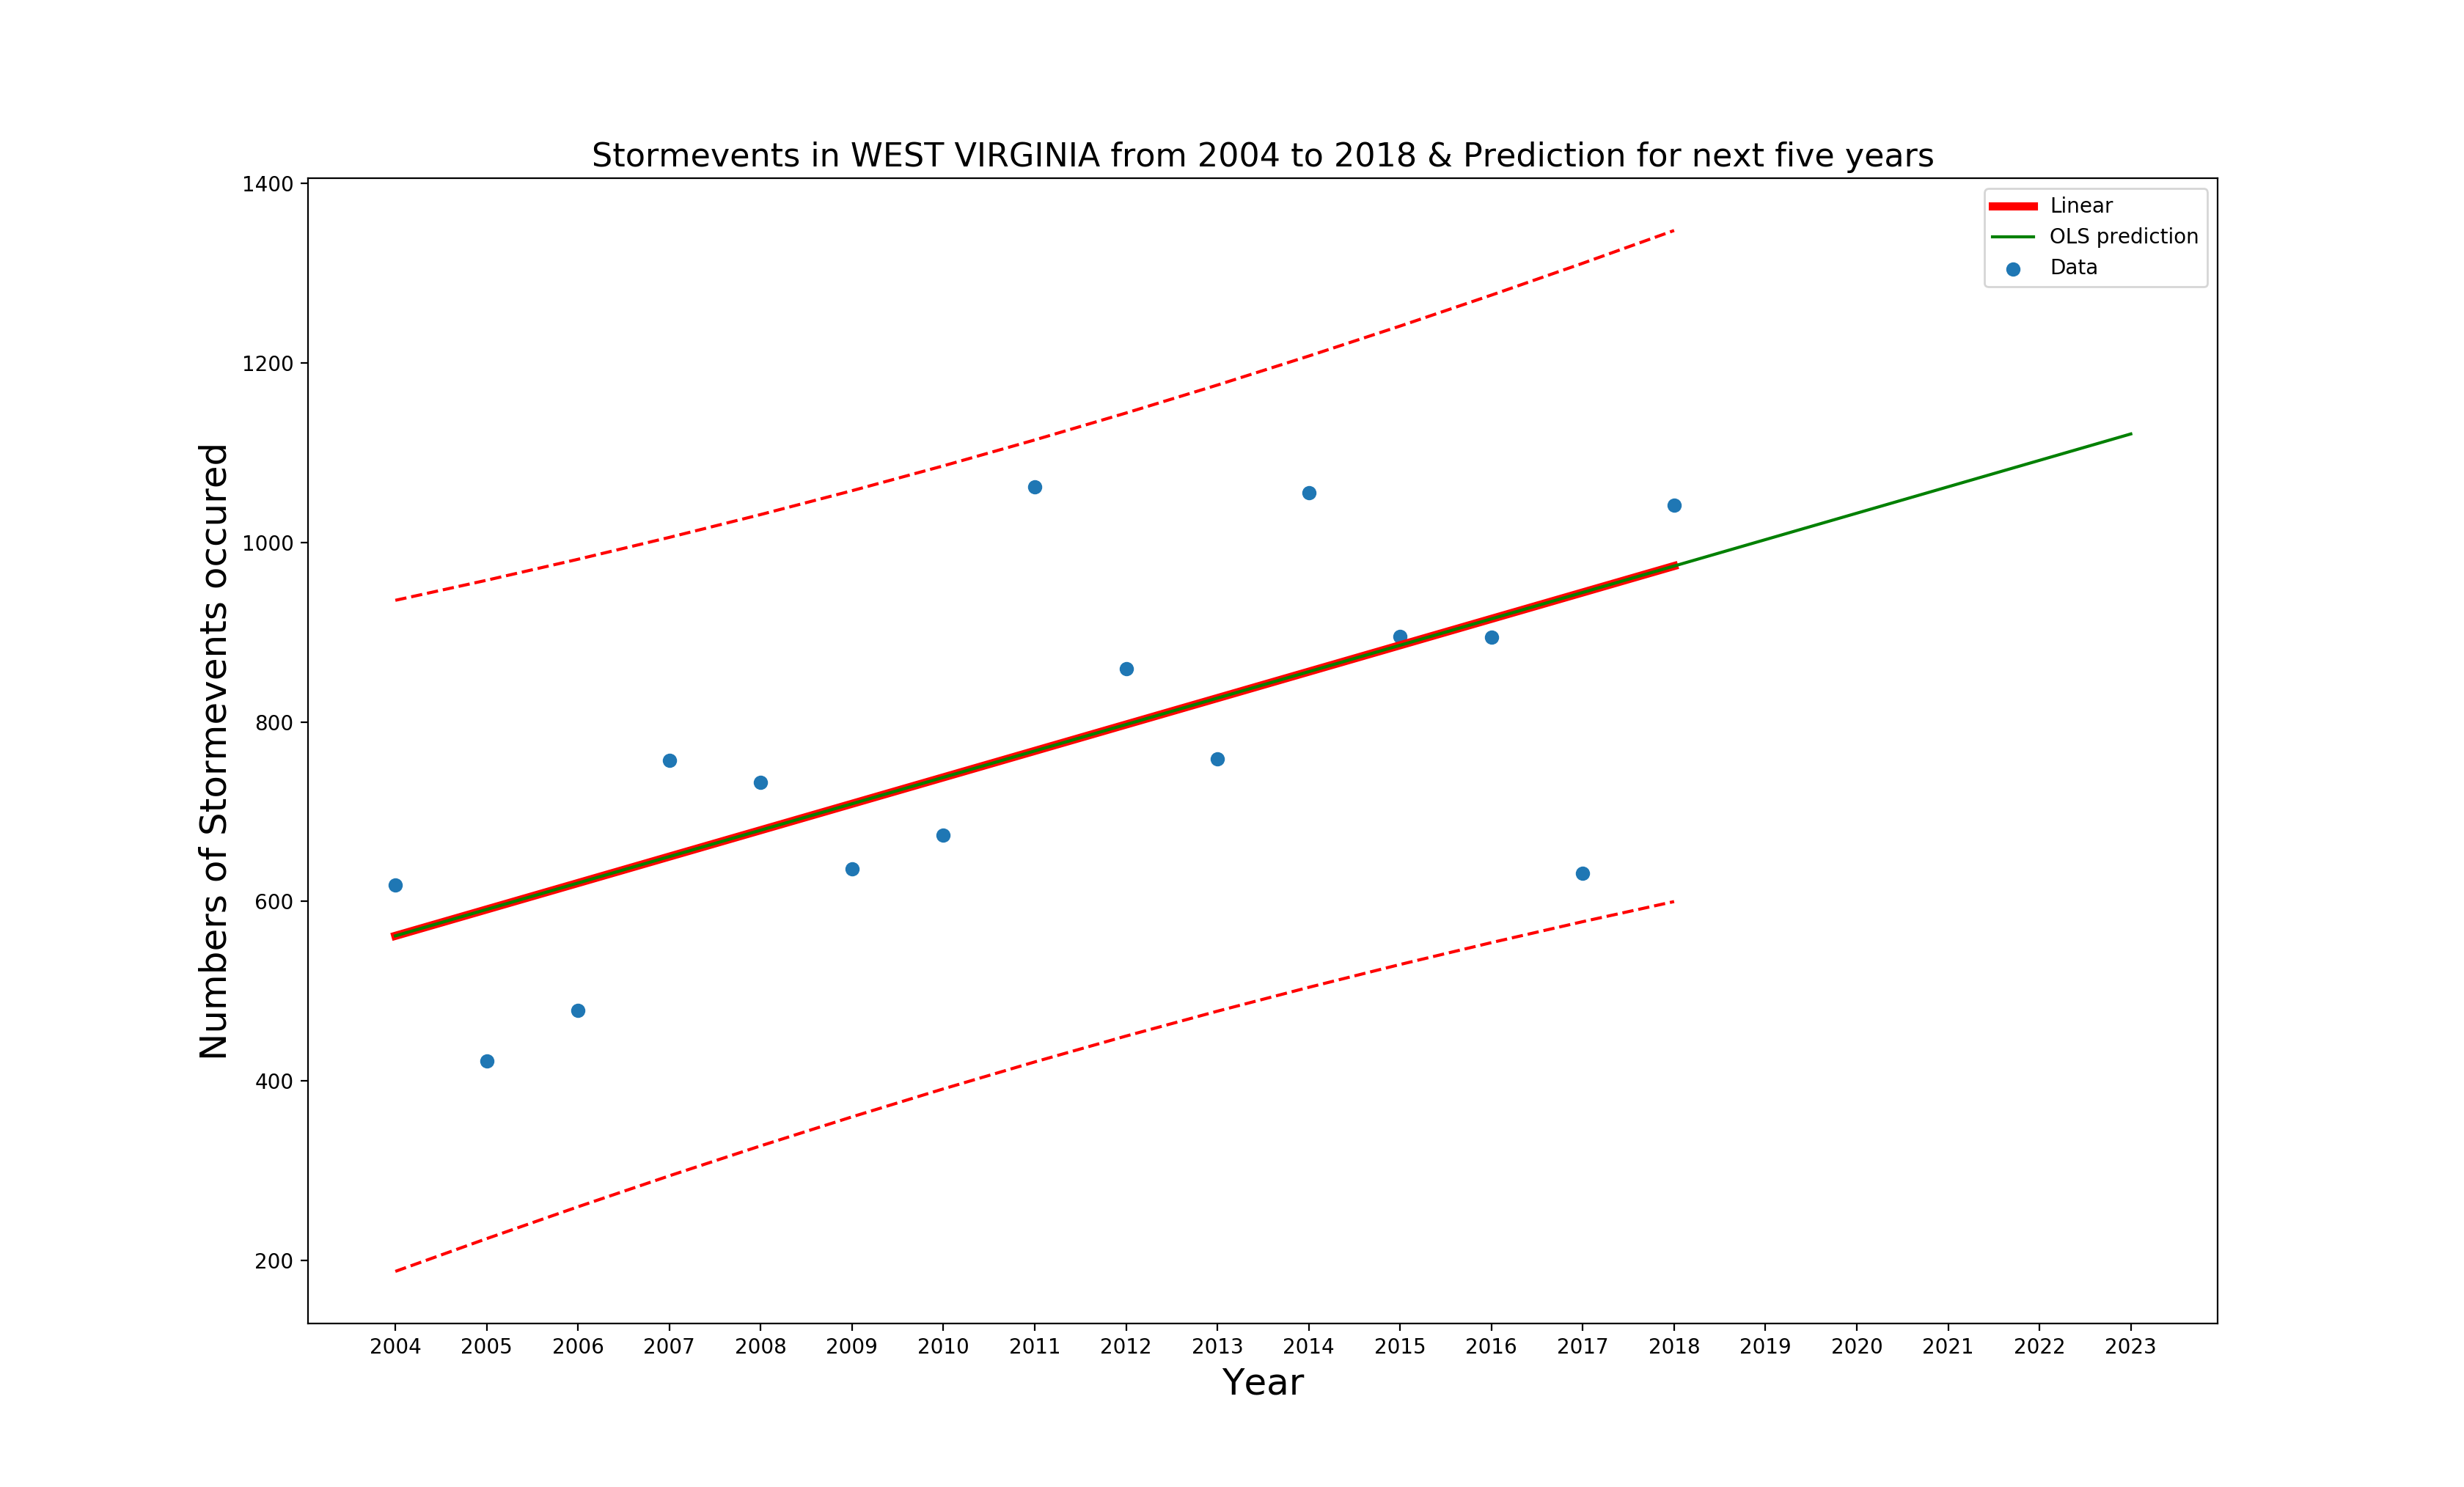 Stormevents in WEST VIRGINIA from 2004 to 2018 & Prediction for next five years
Linear
OLS prediction
Data
Numbers of Stormevents occured
1400
1200
1000
800
600
400
200
2004 2005 2006 2007 2008 2009 2010 2011 2012 2013 2014 2015 2016 2017 2018 2019 2020 2021 2022 2023
Year